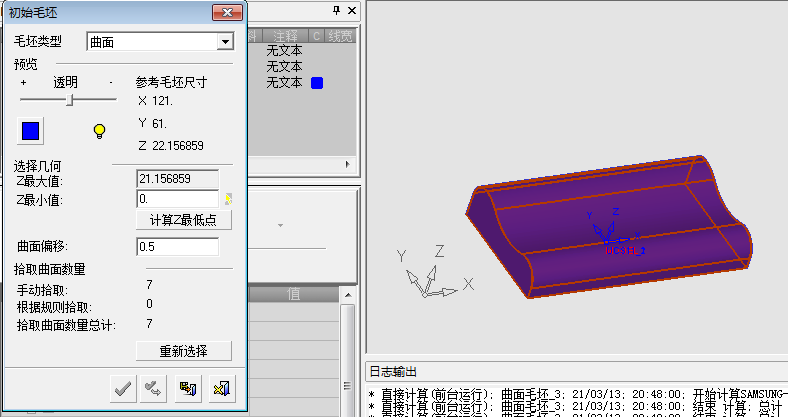 初始毛坯
毛坯类型 曲面
预览
+ 透明 - 参考毛坯尺寸
X 121.
Y 61.
Z 22.156859
选择几何
Z最大值: 21.156859
Z最小值: 0.
计算Z最低点
曲面偏移: 0.5
拾取曲面数量
手动拾取: 7
根据规则拾取: 0
拾取曲面数量总计: 7
重新选择
注释 C 线宽
无文本
无文本
无文本
值
Z
Y
X
Z
Y
X
日志输出
* 直接计算(前台运行); 曲面毛坯_3; 21/03/13; 20:48:00; 开始计算SAMSUNG-
* 直接计算(前台运行); 曲面毛坯_3; 21/03/13; 20:48:00; 结束 计算; 总计